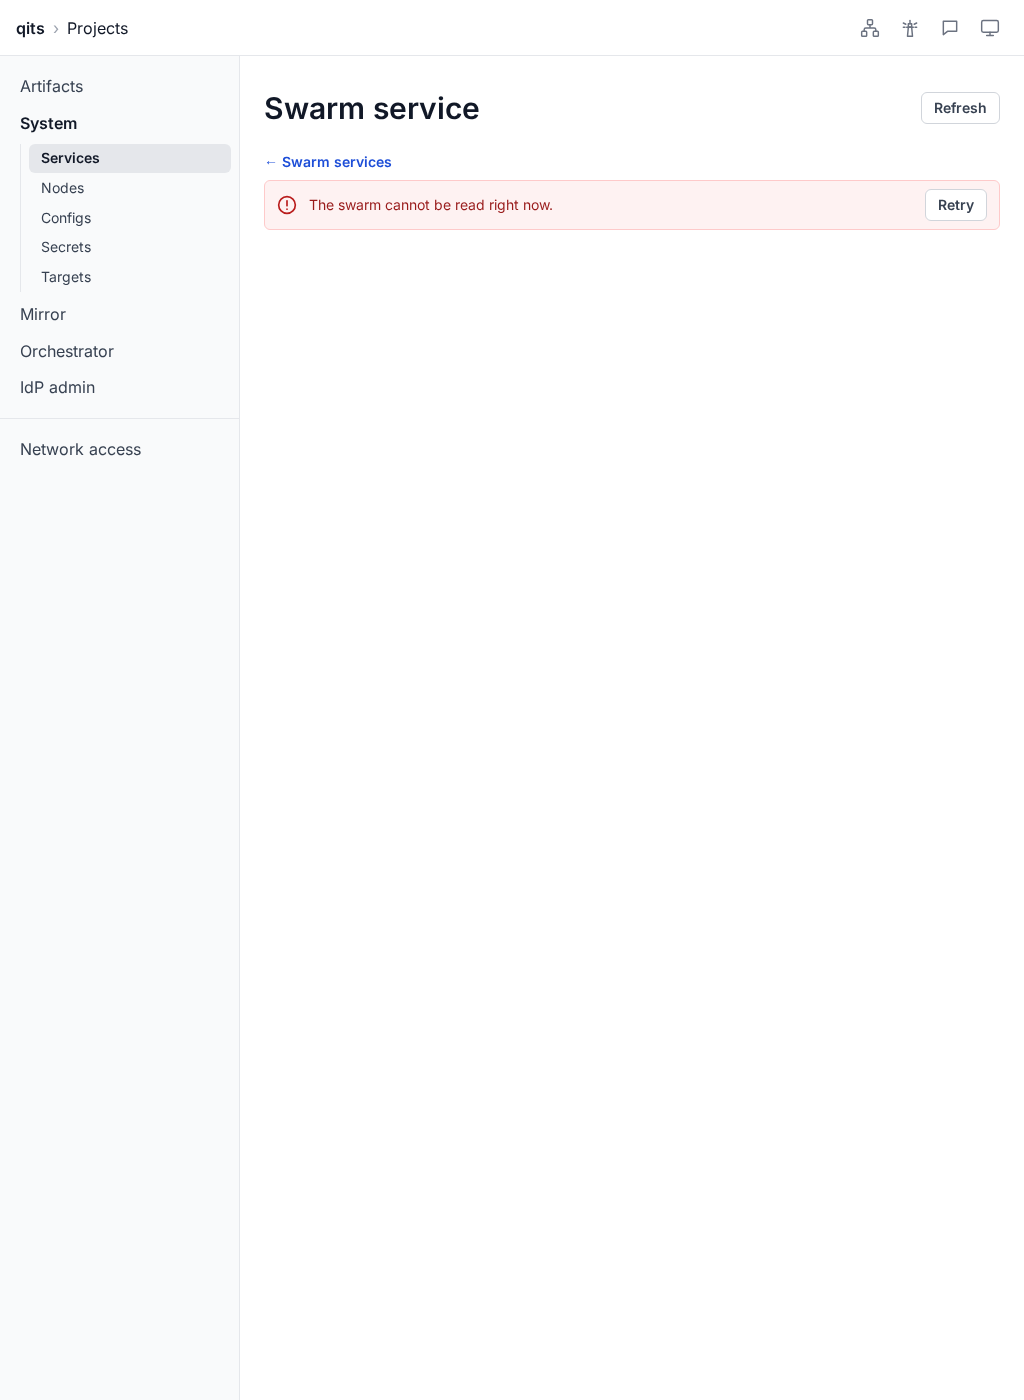 qits › Projects
Artifacts
System
Services
Nodes
Configs
Secrets
Targets
Mirror
Orchestrator
IdP admin
Network access
Swarm service
Refresh
← Swarm services
The swarm cannot be read right now.
Retry